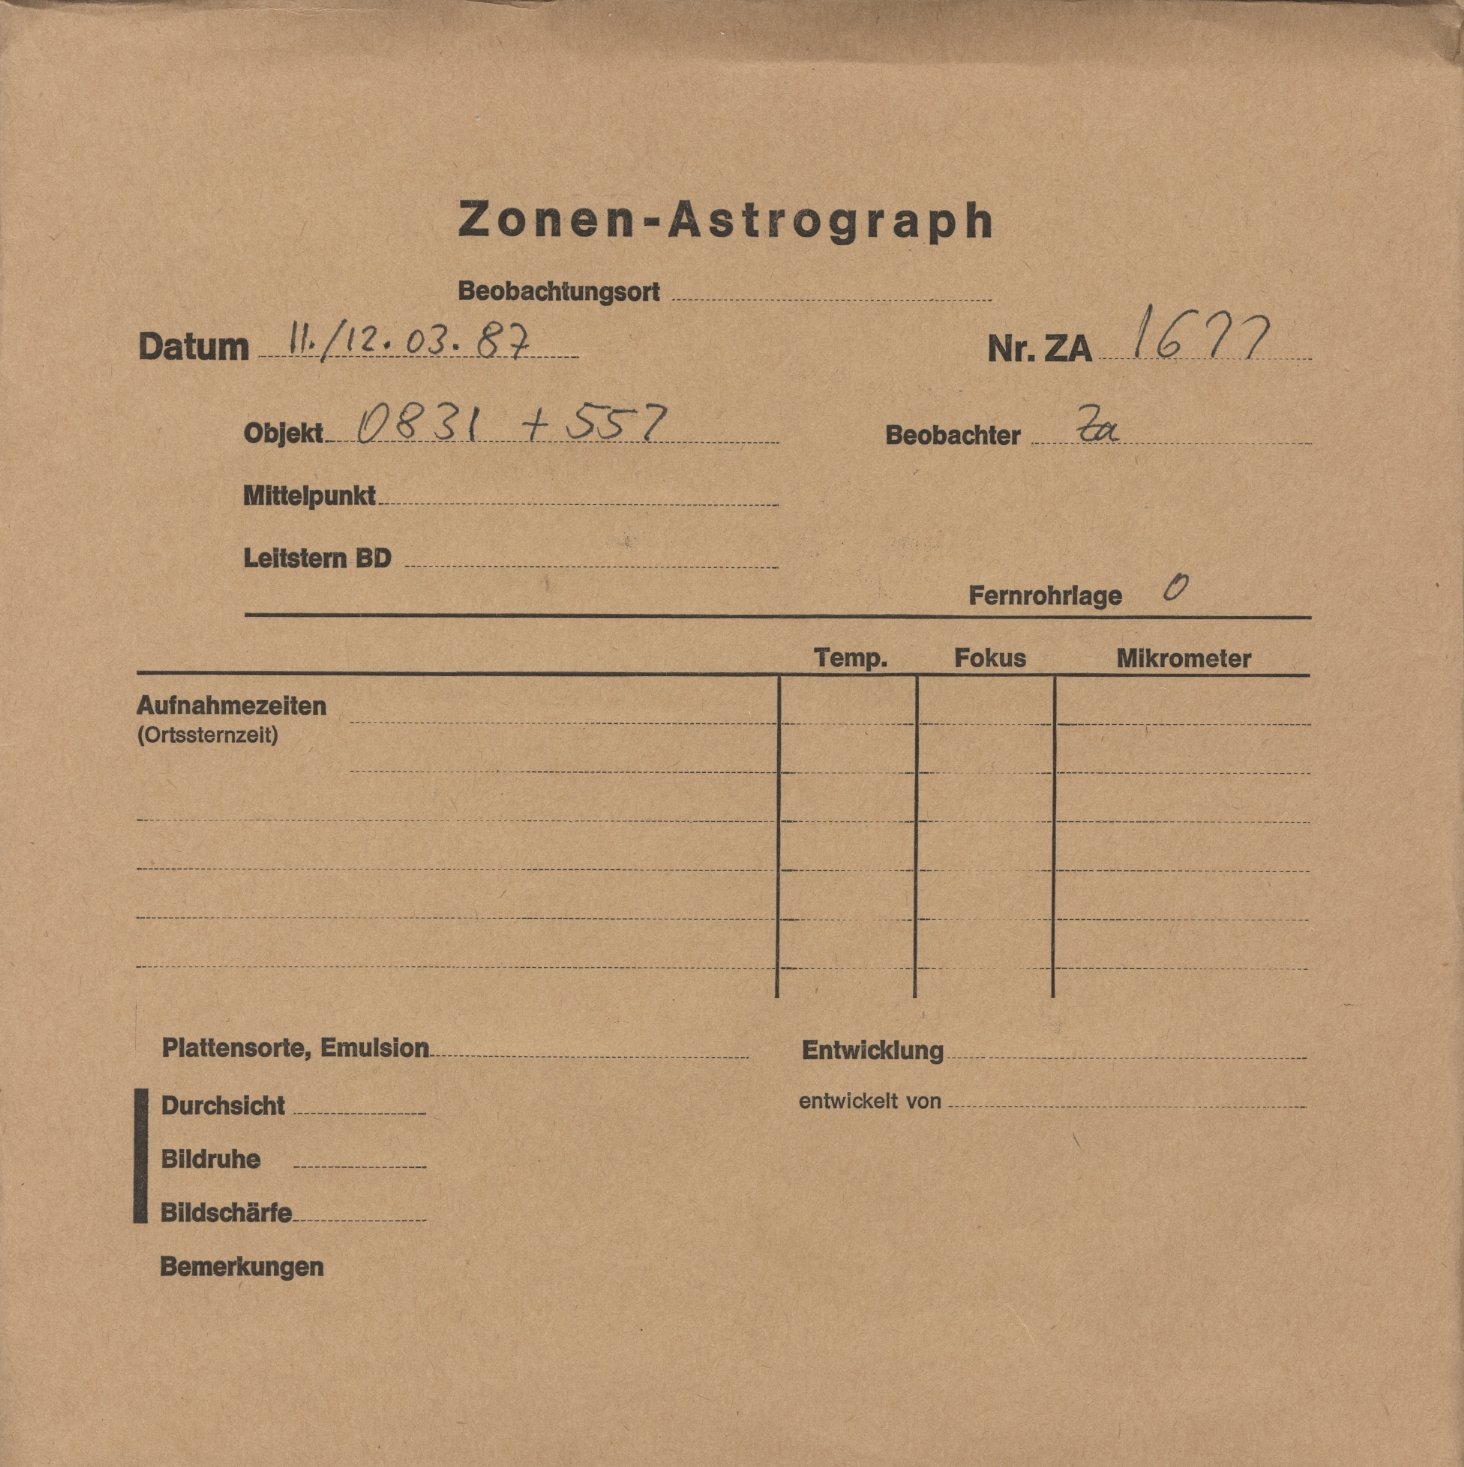 Zonen-Astrograph
Beobachtungsort
Datum 11./12.03.87 Nr. ZA 1677
Objekt 0831 +557 Beobachter Za
Mittelpunkt
Leitstern BD
Fernrohrlage O
Temp. Fokus Mikrometer
Aufnahmezeiten
(Ortssternzeit)
Plattensorte, Emulsion Entwicklung
Durchsicht entwickelt von
Bildruhe
Bildschärfe
Bemerkungen